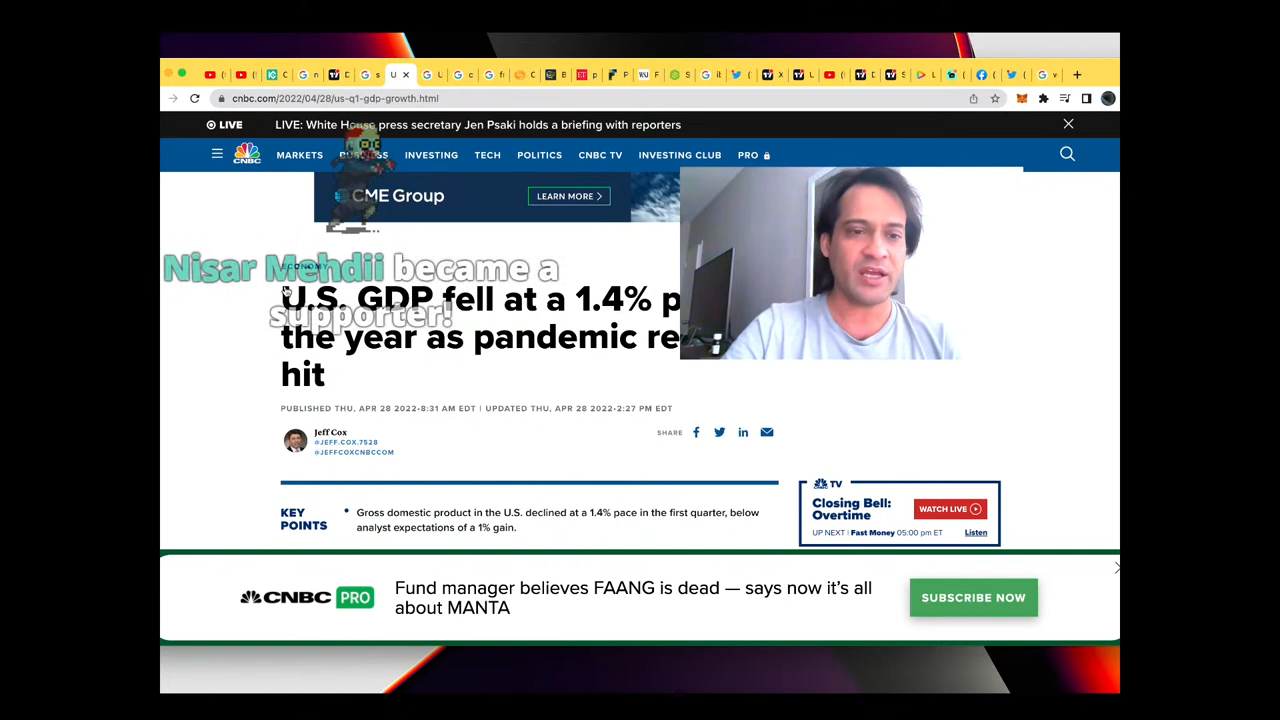 cnbc.com/2022/04/28/us-q1-gdp-growth.html
LIVE
LIVE: White House press secretary Jen Psaki holds a briefing with reporters
MARKETS BUSINESS INVESTING TECH POLITICS CNBC TV INVESTING CLUB PRO
CNBC
CME Group LEARN MORE >
ECONOMY
Nisar Mehdii became a
supporter!
U.S. GDP fell at a 1.4% p
the year as pandemic re
hit
PUBLISHED THU, APR 28 2022•8:31 AM EDT | UPDATED THU, APR 28 2022•2:27 PM EDT
Jeff Cox
@JEFF.COX.7528
@JEFFCOXCNBCCOM
SHARE
KEY
POINTS
• Gross domestic product in the U.S. declined at a 1.4% pace in the first quarter, below
analyst expectations of a 1% gain.
TV
Closing Bell:
Overtime
WATCH LIVE
UP NEXT | Fast Money 05:00 pm ET Listen
CNBC PRO
Fund manager believes FAANG is dead — says now it's all
about MANTA
SUBSCRIBE NOW